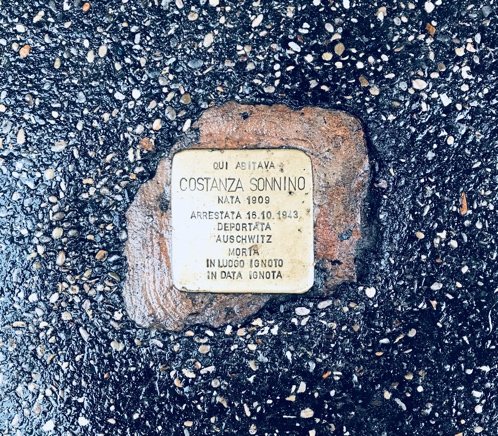 QUI ABITAVA
COSTANZA SONNINO
NATA 1909
ARRESTATA 16.10.1943
DEPORTATA
AUSCHWITZ
MORTA
IN LUOGO IGNOTO
IN DATA IGNOTA